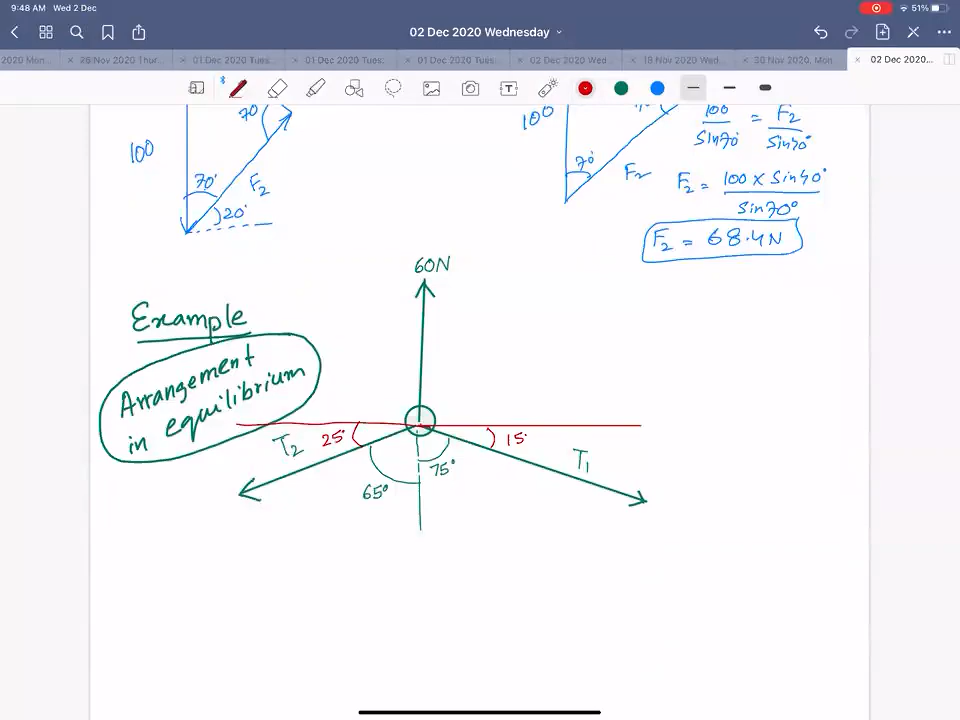 9:48 AM Wed 2 Dec
51%
02 Dec 2020 Wednesday
2020 Mon...
26 Nov 2020 Thur...
01 Dec 2020 Tues...
01 Dec 2020 Tues...
01 Dec 2020 Tues...
02 Dec 2020 Wed...
18 Nov 2020 Wed...
30 Nov 2020, Mon...
02 Dec 2020...
T
70
100
70°
F₂
20°
100
70°
F₂
100/Sin70° = F₂/Sin40°
F₂ = 100 x Sin40°/Sin70°
F₂ = 68.4N
60N
Example
Arrangement
in equilibrium
25°
15°
T₂
T₁
75°
65°